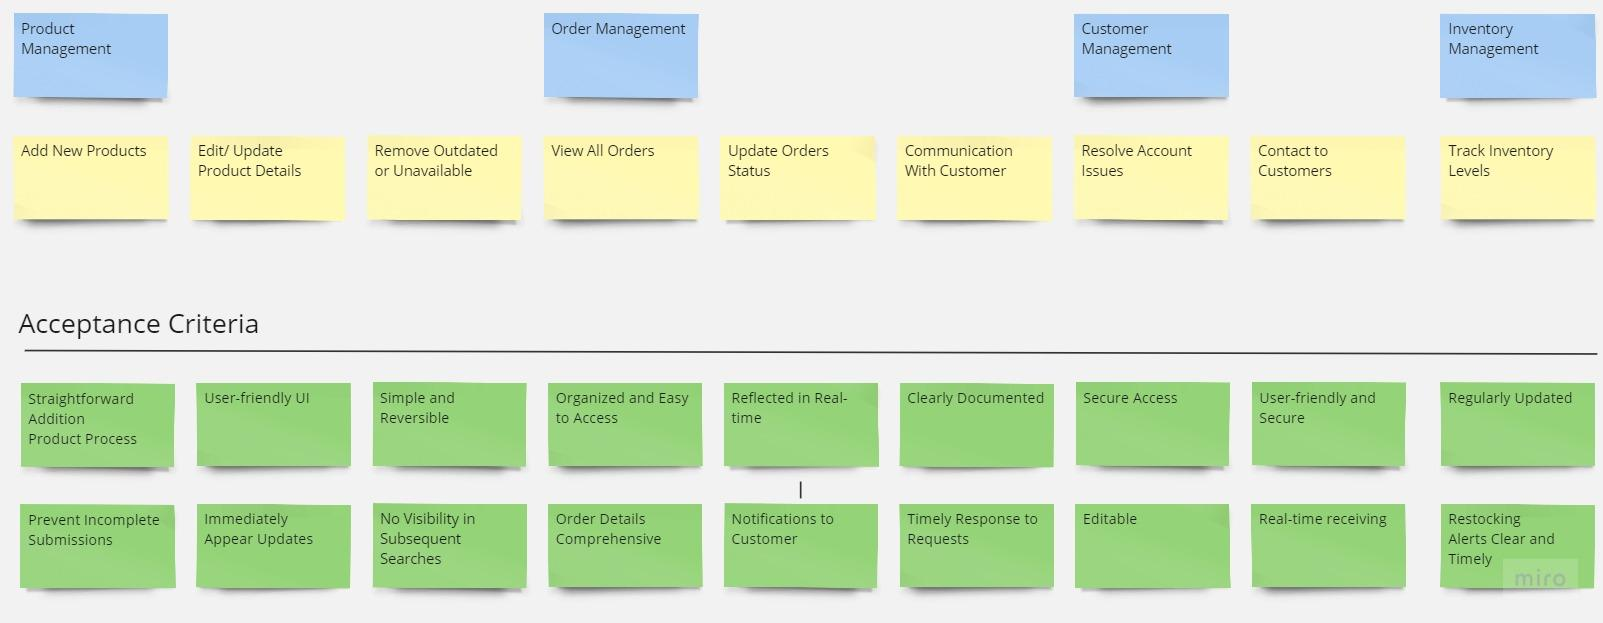 Product
Management
Order Management
Customer
Management
Inventory
Management
Add New Products
Edit/ Update
Product Details
Remove Outdated
or Unavailable
View All Orders
Update Orders
Status
Communication
With Customer
Resolve Account
Issues
Contact to
Customers
Track Inventory
Levels
Acceptance Criteria
Straightforward
Addition
Product Process
User-friendly UI
Simple and
Reversible
Organized and Easy
to Access
Reflected in Real-
time
Clearly Documented
Secure Access
User-friendly and
Secure
Regularly Updated
Prevent Incomplete
Submissions
Immediately
Appear Updates
No Visibility in
Subsequent
Searches
Order Details
Comprehensive
Notifications to
Customer
Timely Response to
Requests
Editable
Real-time receiving
Restocking
Alerts Clear and
Timely
miro